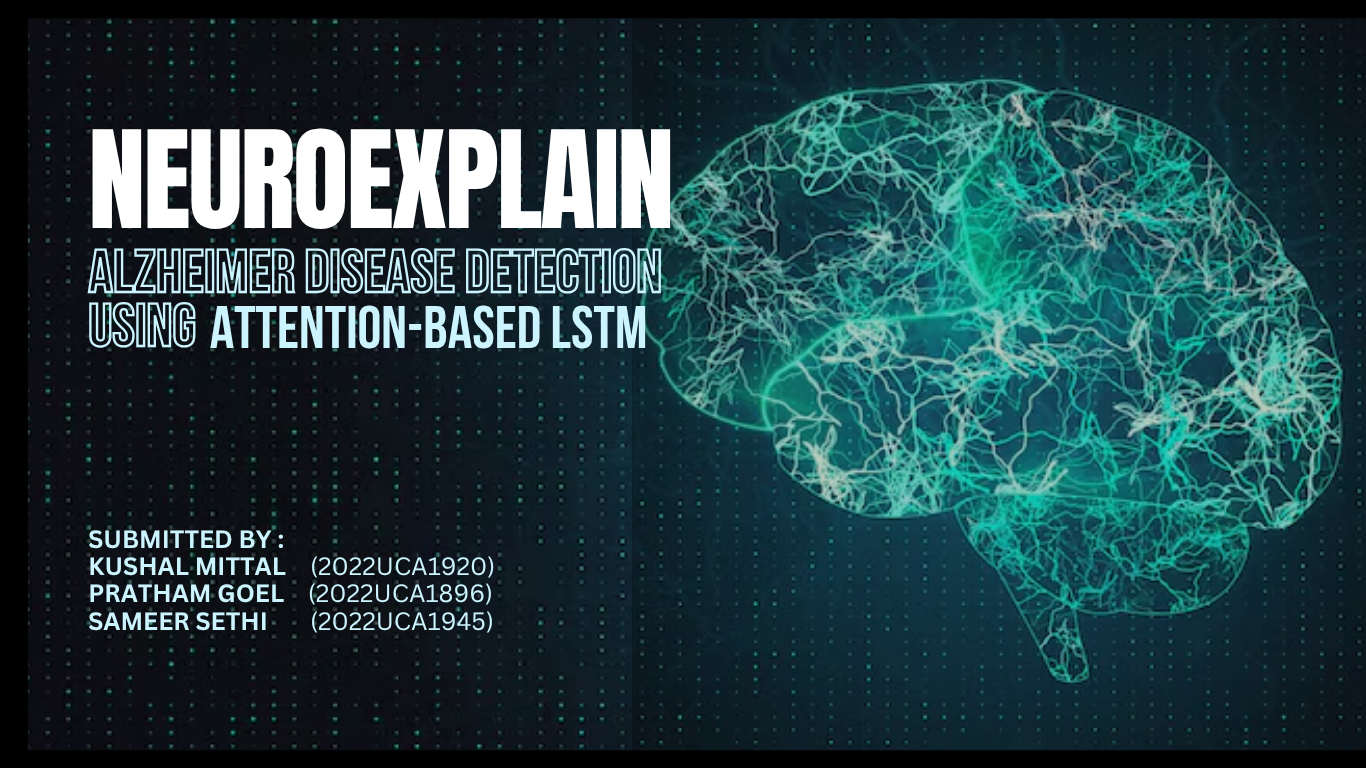 NEUROEXPLAIN
ALZHEIMER DISEASE DETECTION
USING ATTENTION-BASED LSTM
SUBMITTED BY :
KUSHAL MITTAL (2022UCA1920)
PRATHAM GOEL (2022UCA1896)
SAMEER SETHI (2022UCA1945)